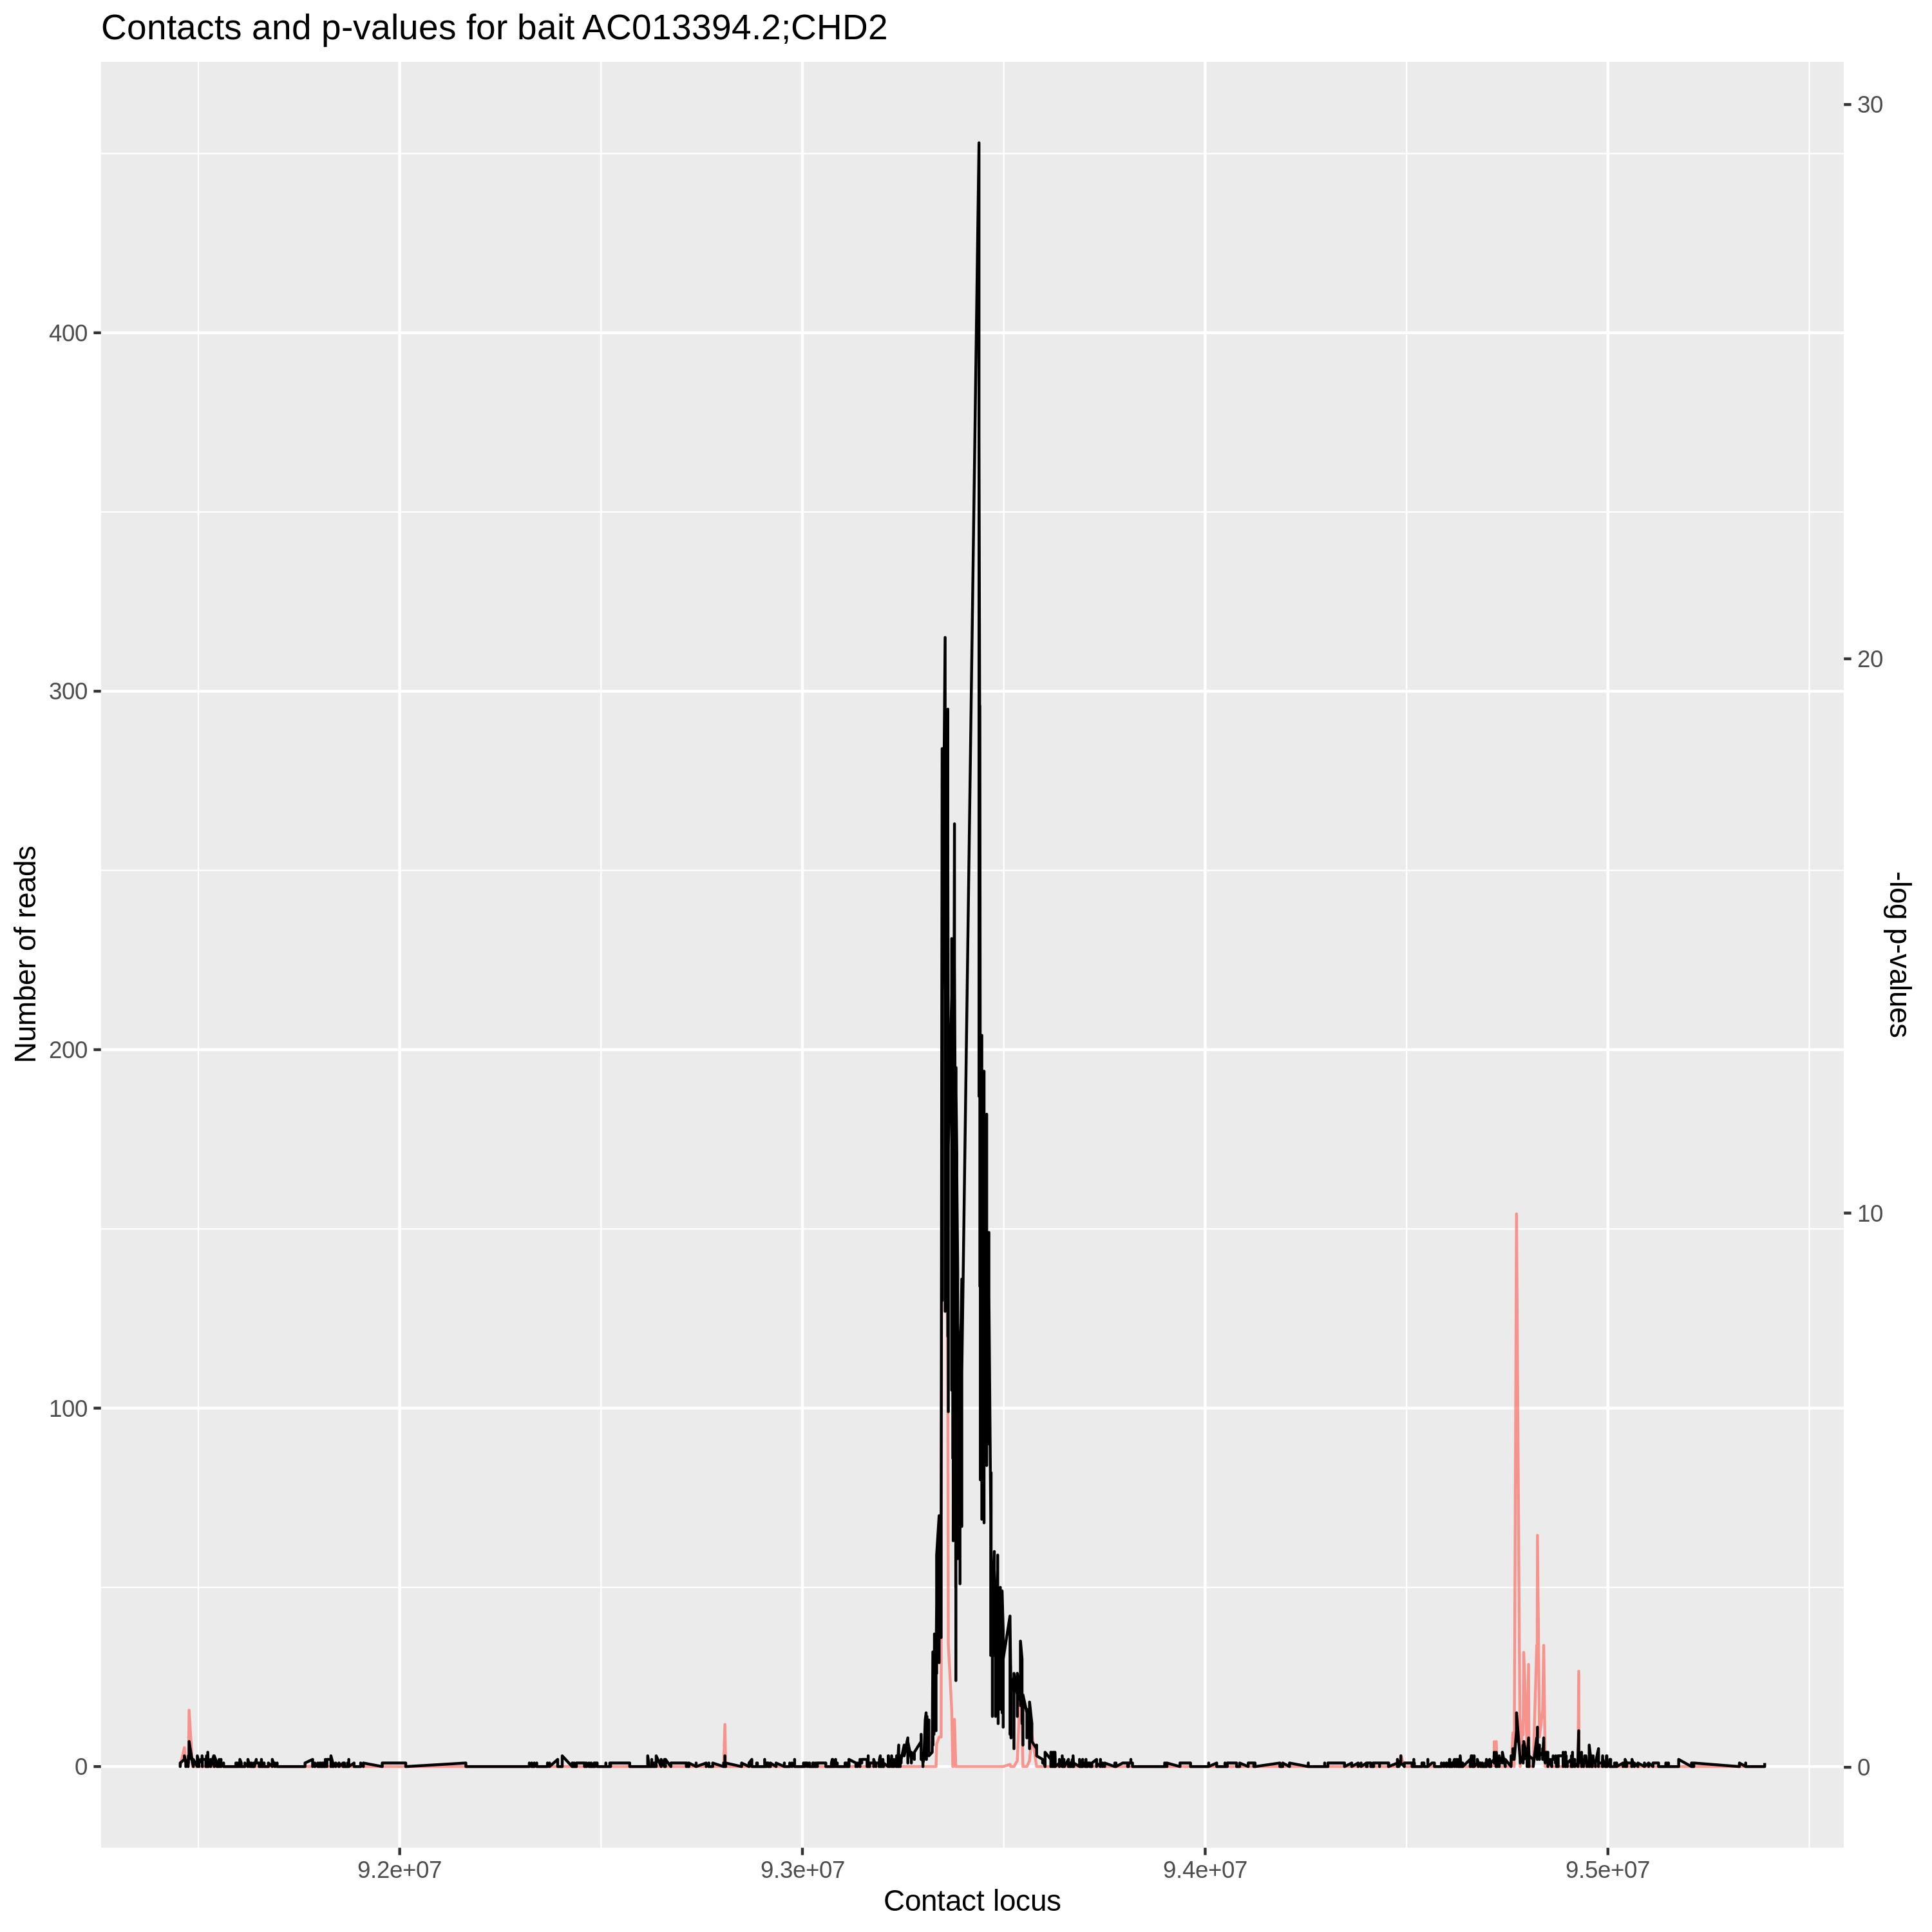 Contacts and p-values for bait AC013394.2;CHD2
30
400
20
300
Number of reads
-log p-values
200
10
100
0
0
9.2e+07
9.3e+07
9.4e+07
9.5e+07
Contact locus